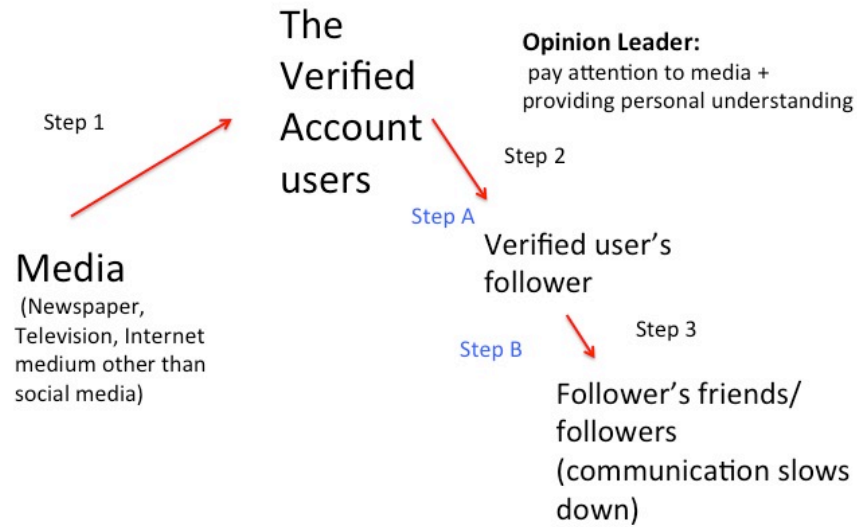 The
Verified
Account
users
Opinion Leader:
pay attention to media +
providing personal understanding
Step 1
Step 2
Step A
Media
(Newspaper,
Television, Internet
medium other than
social media)
Verified user's
follower
Step 3
Step B
Follower's friends/
followers
(communication slows
down)